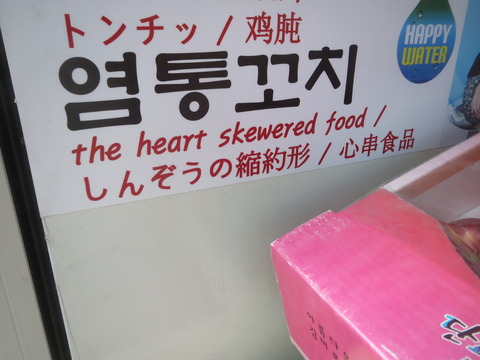 トンチッ / 鸡肫
염통꼬치
the heart skewered food /
しんぞうの縮約形 / 心串食品
HAPPY
WATER